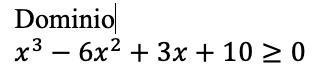 Dominio
x³ − 6x² + 3x + 10 ≥ 0